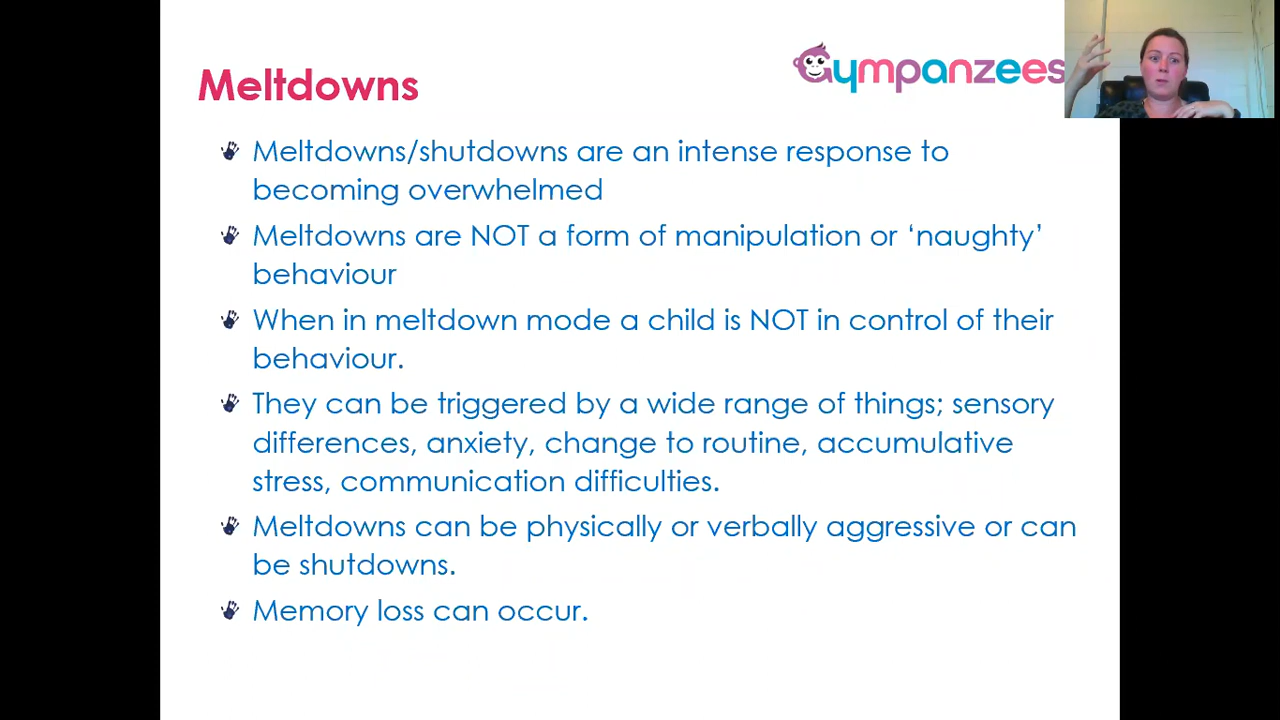 Meltdowns
Gympanzees
Meltdowns/shutdowns are an intense response to
becoming overwhelmed
Meltdowns are NOT a form of manipulation or ‘naughty’
behaviour
When in meltdown mode a child is NOT in control of their
behaviour.
They can be triggered by a wide range of things; sensory
differences, anxiety, change to routine, accumulative
stress, communication difficulties.
Meltdowns can be physically or verbally aggressive or can
be shutdowns.
Memory loss can occur.